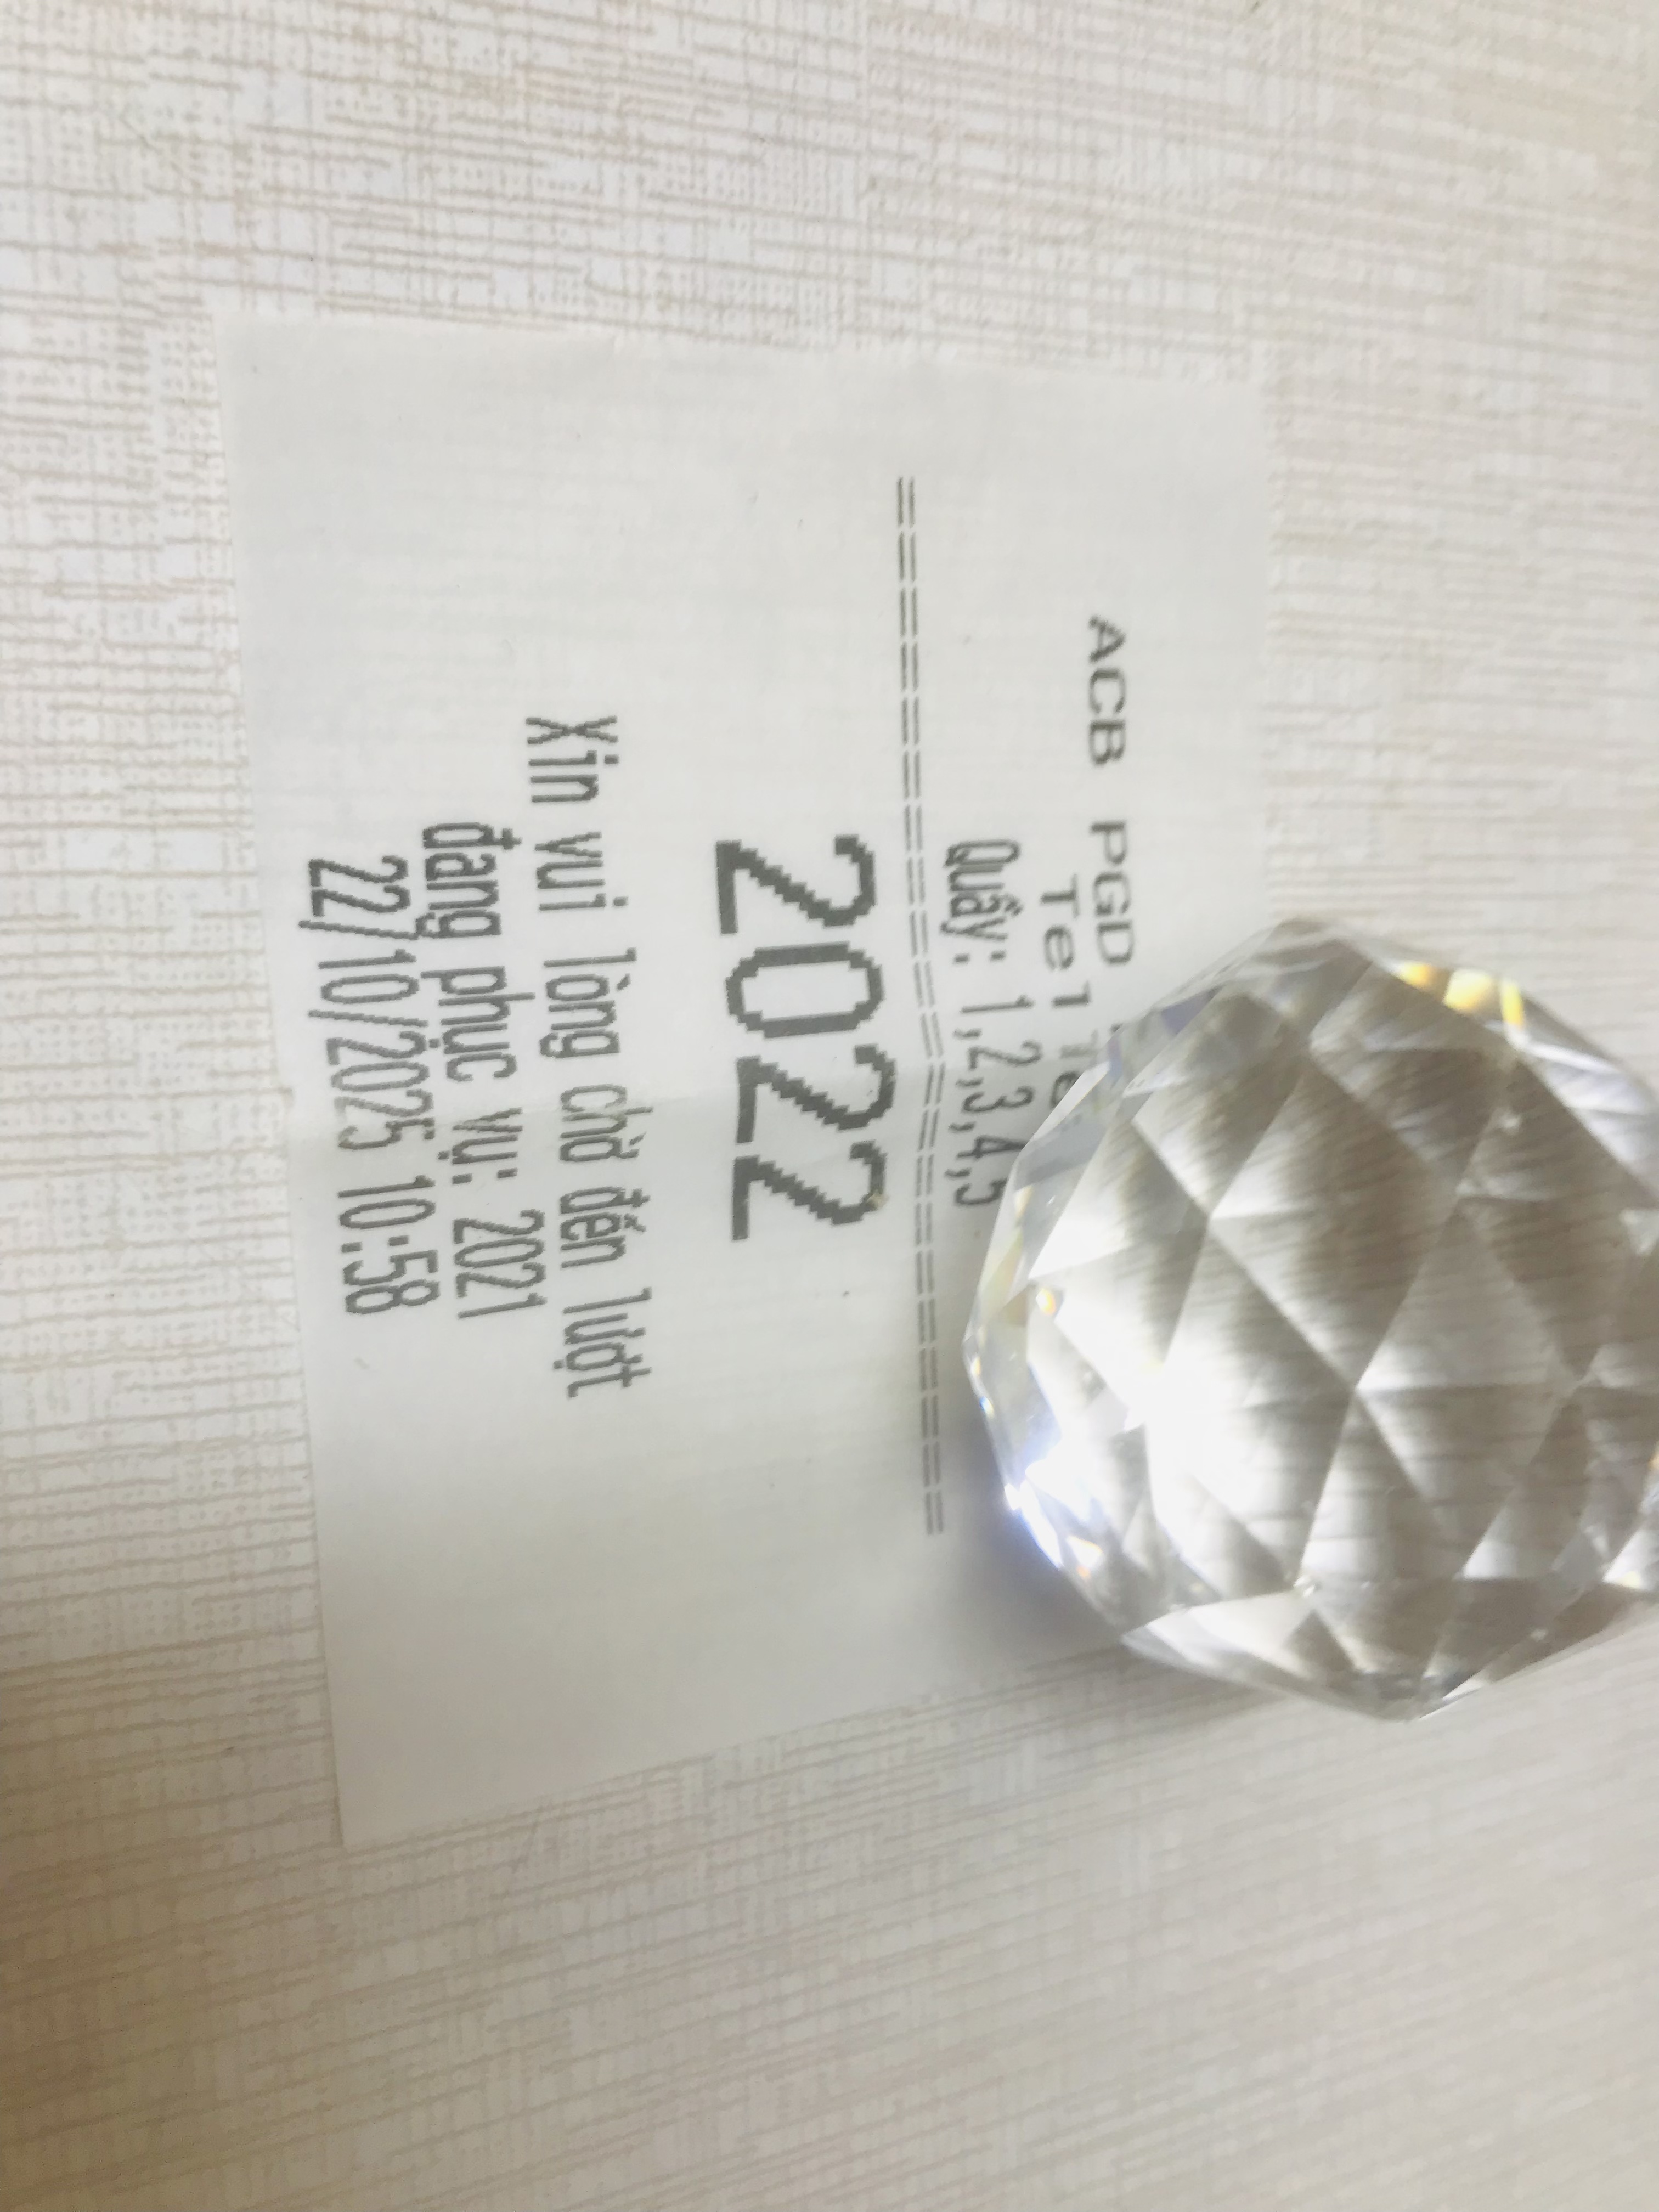 ACB PGD
Tel
Quầy: 1,2,3,4,5
==============================
2022
Xin vui lòng chờ đến lượt
đang phục vụ: 2021
22/10/2025 10:58